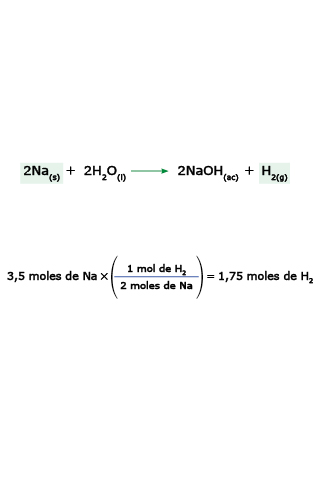 2Na(s) + 2H2O(l) → 2NaOH(ac) + H2(g)
3,5 moles de Na × (1 mol de H2 / 2 moles de Na) = 1,75 moles de H2